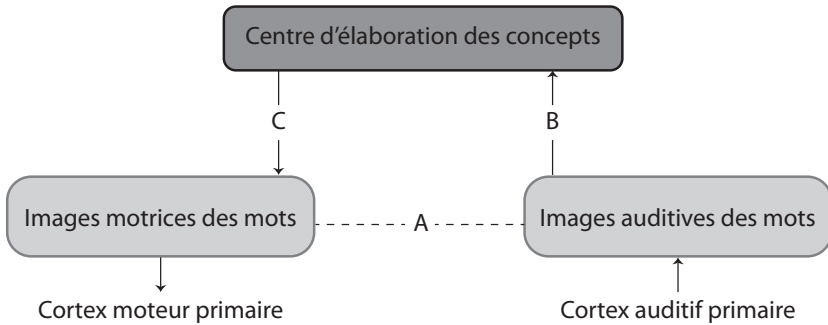 Centre d’élaboration des concepts
C
B
Images motrices des mots
A
Images auditives des mots
Cortex moteur primaire
Cortex auditif primaire